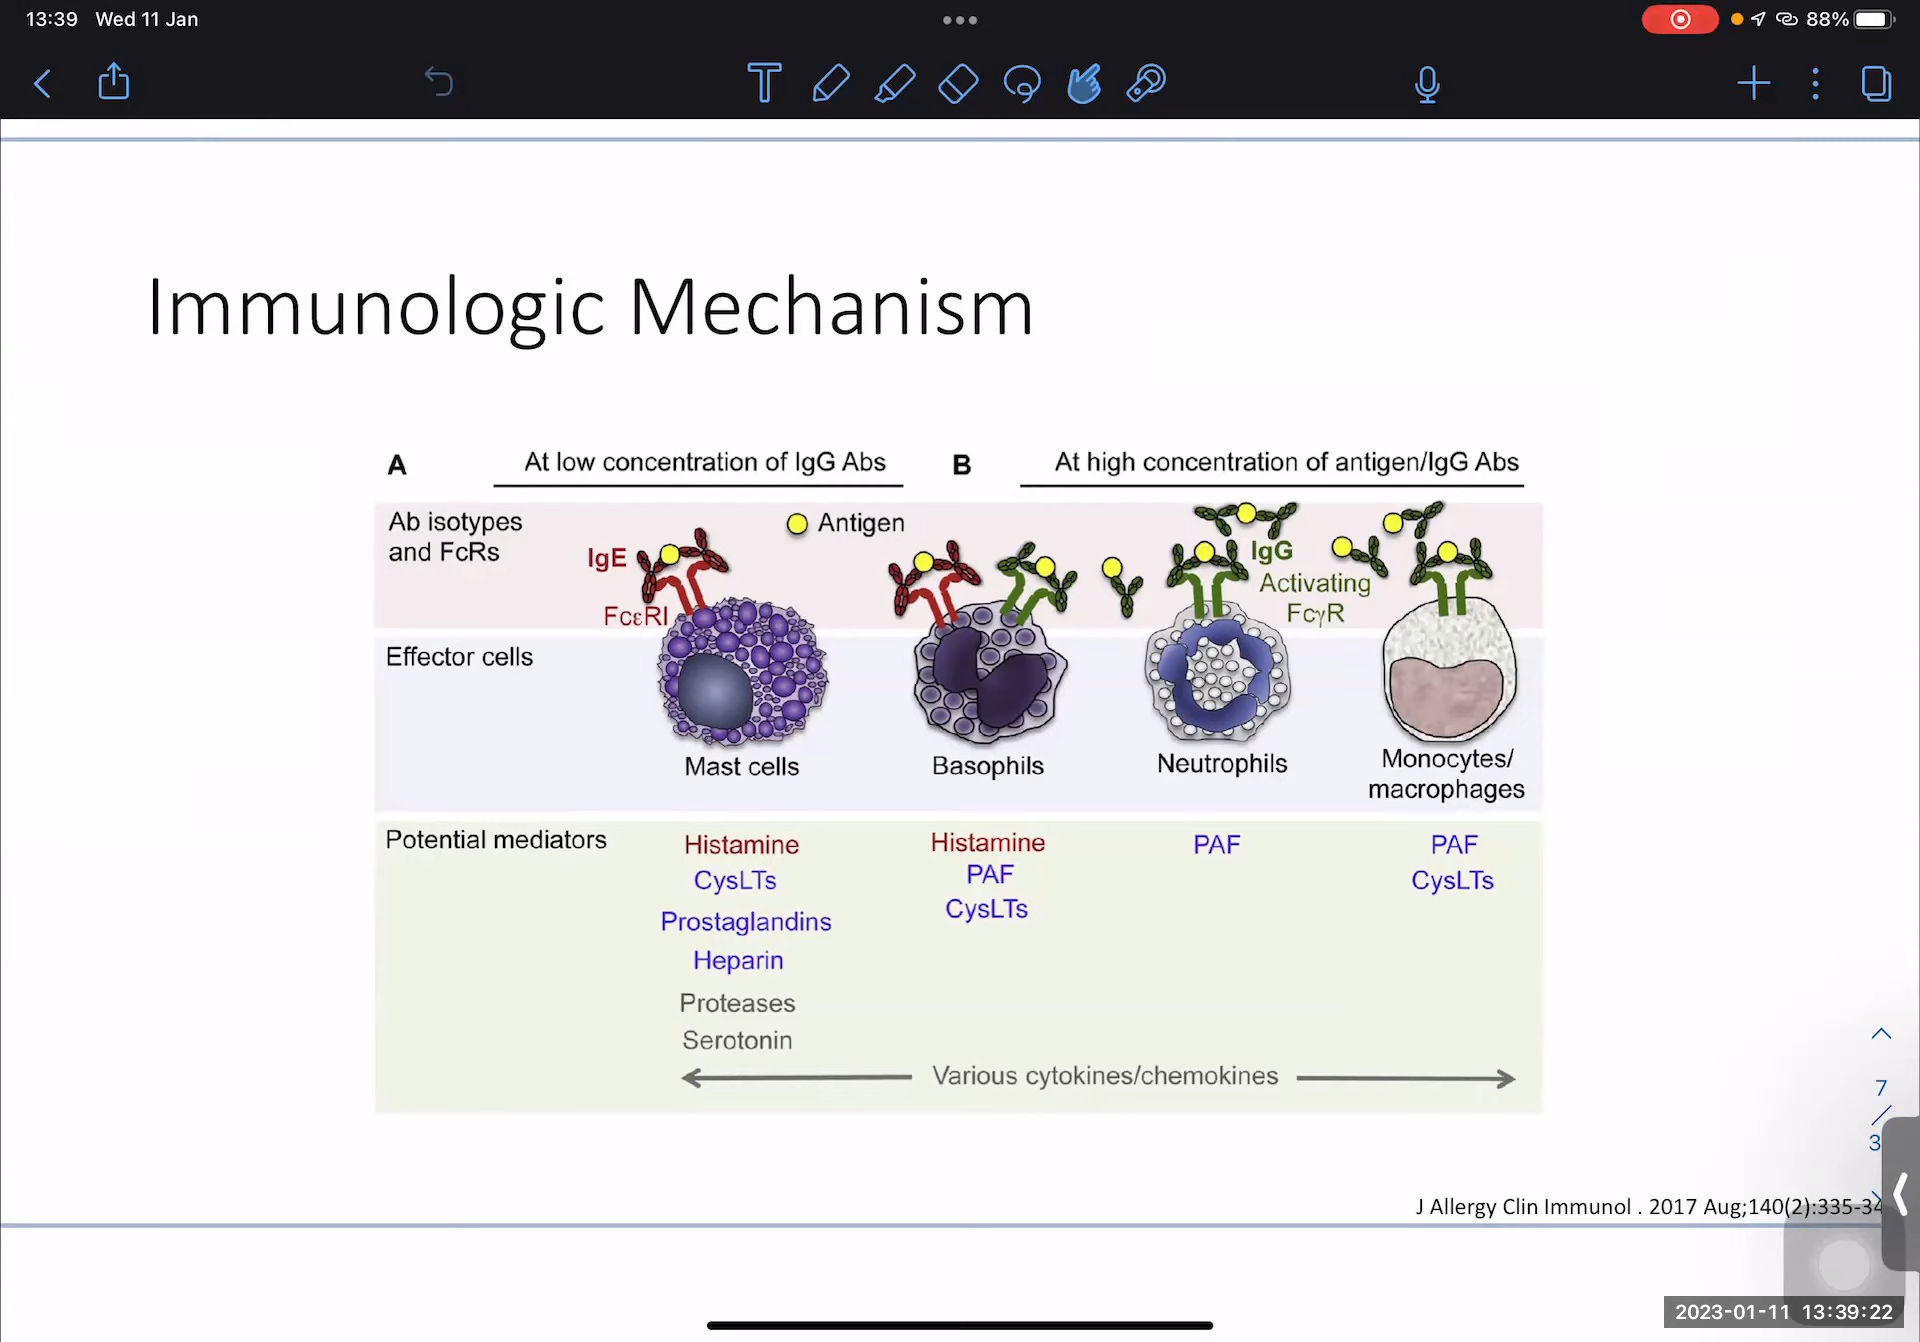 13:39 Wed 11 Jan
88%
Immunologic Mechanism
A At low concentration of IgG Abs
B At high concentration of antigen/IgG Abs
Ab isotypes
and FcRs
IgE
FcεRI
Antigen
IgG
Activating
FcγR
Effector cells
Mast cells
Basophils
Neutrophils
Monocytes/
macrophages
Potential mediators
Histamine
CysLTs
Prostaglandins
Heparin
Proteases
Serotonin
Histamine
PAF
CysLTs
PAF
PAF
CysLTs
Various cytokines/chemokines
7
/
3
J Allergy Clin Immunol . 2017 Aug;140(2):335-34
2023-01-11 13:39:22